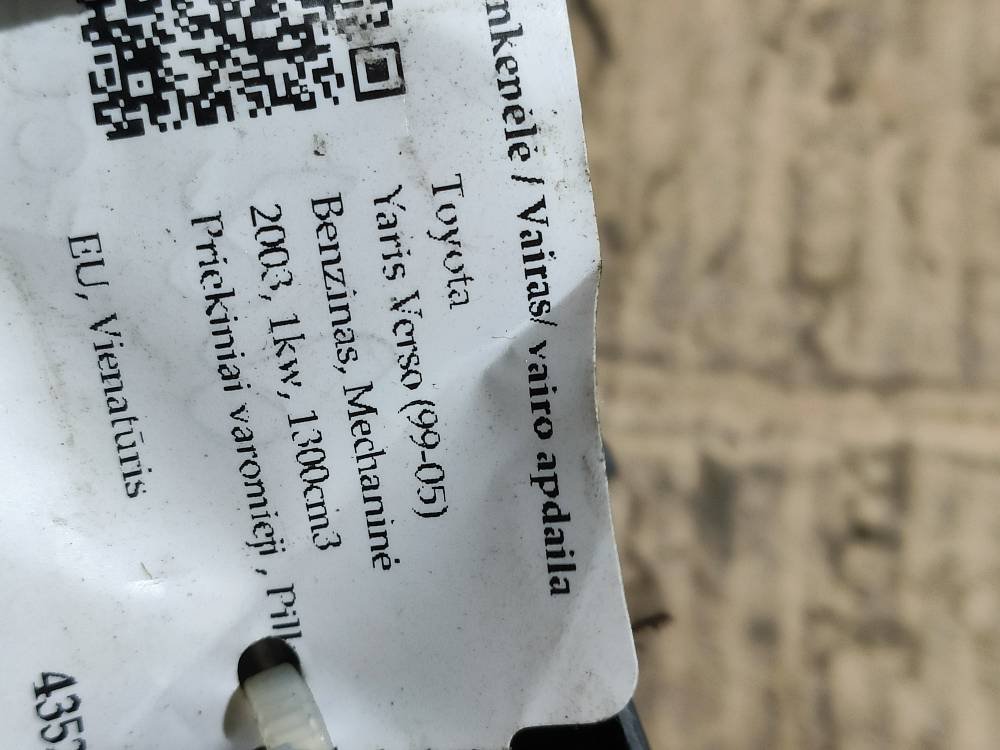 nkenėlė / Vairas/ vairo apdaila
Toyota
Yaris Verso (99-05)
Benzinas, Mechaninė
2003, 1kw, 1300cm3
Priekiniai varomieji , Pilk
EU, Vienatūris
435